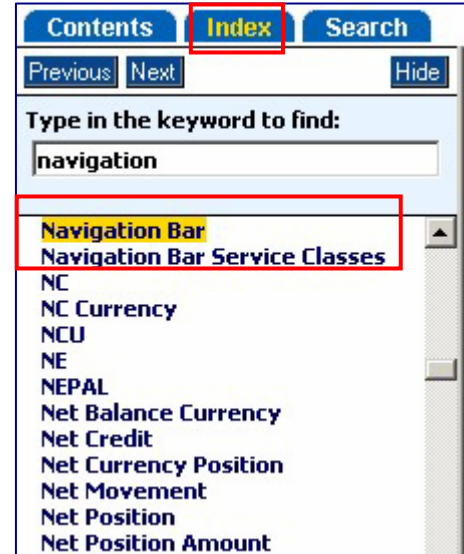 Contents Index Search
Previous Next Hide
Type in the keyword to find:
navigation
Navigation Bar
Navigation Bar Service Classes
NC
NC Currency
NCU
NE
NEPAL
Net Balance Currency
Net Credit
Net Currency Position
Net Movement
Net Position
Net Position Amount